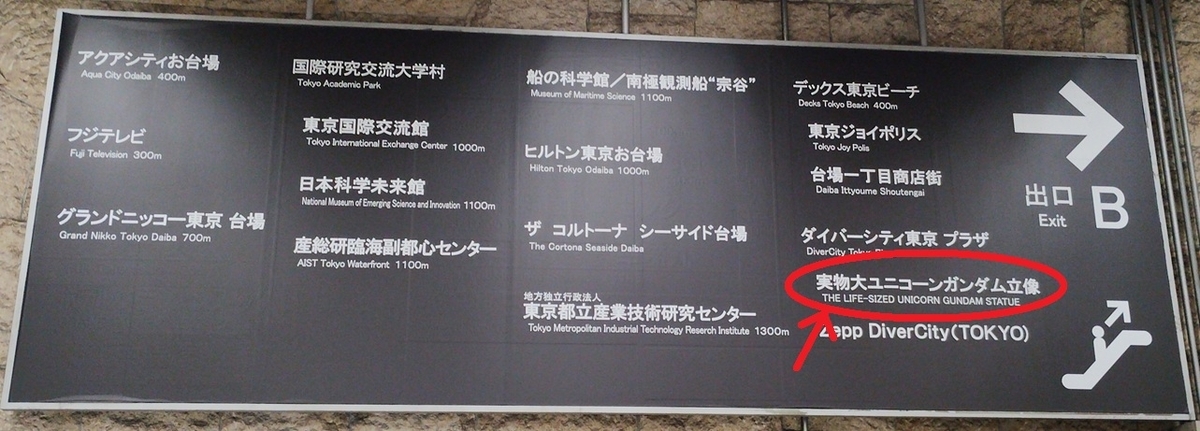 アクアシティお台場
Aqua City Odaiba 400m
フジテレビ
Fuji Television 300m
グランドニッコー東京 台場
Grand Nikko Tokyo Daiba 700m
国際研究交流大学村
Tokyo Academic Park
東京国際交流館
Tokyo International Exchange Center 1000m
日本科学未来館
National Museum of Emerging Science and Innovation 1100m
産総研臨海副都心センター
AIST Tokyo Waterfront 1100m
船の科学館／南極観測船“宗谷”
Museum of Maritime Science 1100m
ヒルトン東京お台場
Hilton Tokyo Odaiba 1000m
ザ コルトーナ シーサイド台場
The Cortona Seaside Daiba
地方独立行政法人
東京都立産業技術研究センター
Tokyo Metropolitan Industrial Technology Reserch Institute 1300m
デックス東京ビーチ
Decks Tokyo Beach 400m
東京ジョイポリス
Tokyo Joy Polis
台場一丁目商店街
Daiba Ittyoume Shoutengai
ダイバーシティ東京 プラザ
DiverCity Tokyo
実物大ユニコーンガンダム立像
THE LIFE-SIZED UNICORN GUNDAM STATUE
Zepp DiverCity(TOKYO)
出口
Exit
B